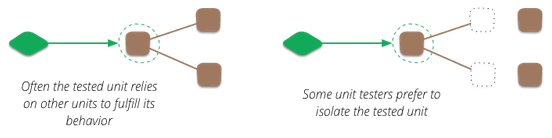 Often the tested unit relies
on other units to fulfill its
behavior
Some unit testers prefer to
isolate the tested unit